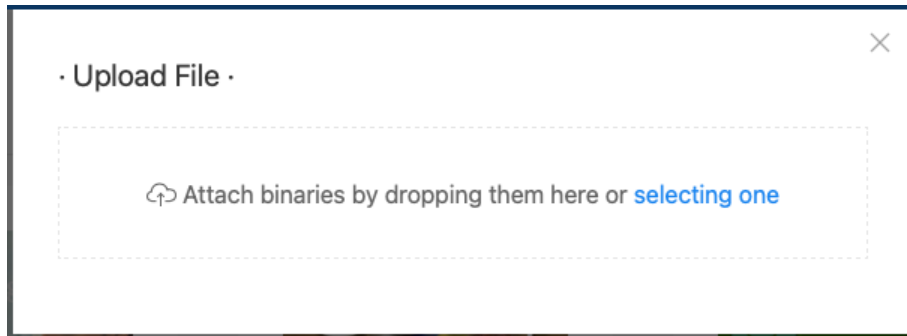 · Upload File ·
Attach binaries by dropping them here or selecting one